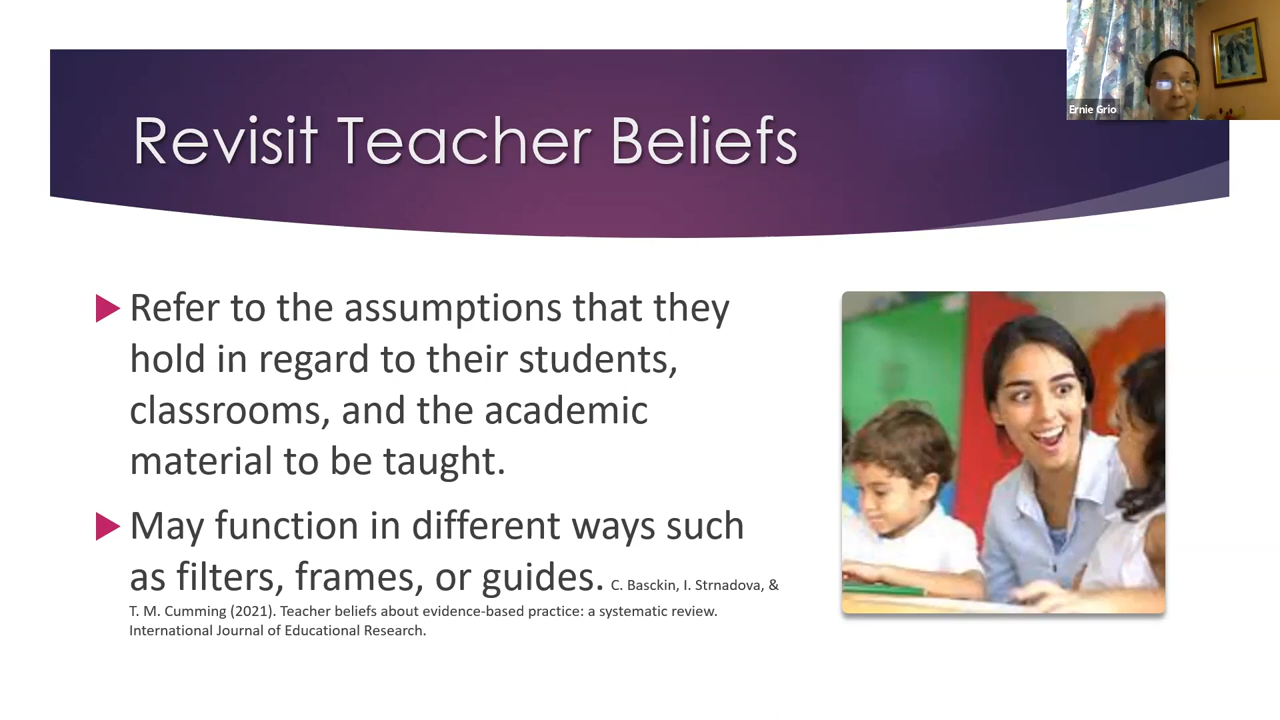 Ernie Grio
Revisit Teacher Beliefs
Refer to the assumptions that they
hold in regard to their students,
classrooms, and the academic
material to be taught.
May function in different ways such
as filters, frames, or guides. C. Basckin, I. Strnadova, &
T. M. Cumming (2021). Teacher beliefs about evidence-based practice: a systematic review.
International Journal of Educational Research.